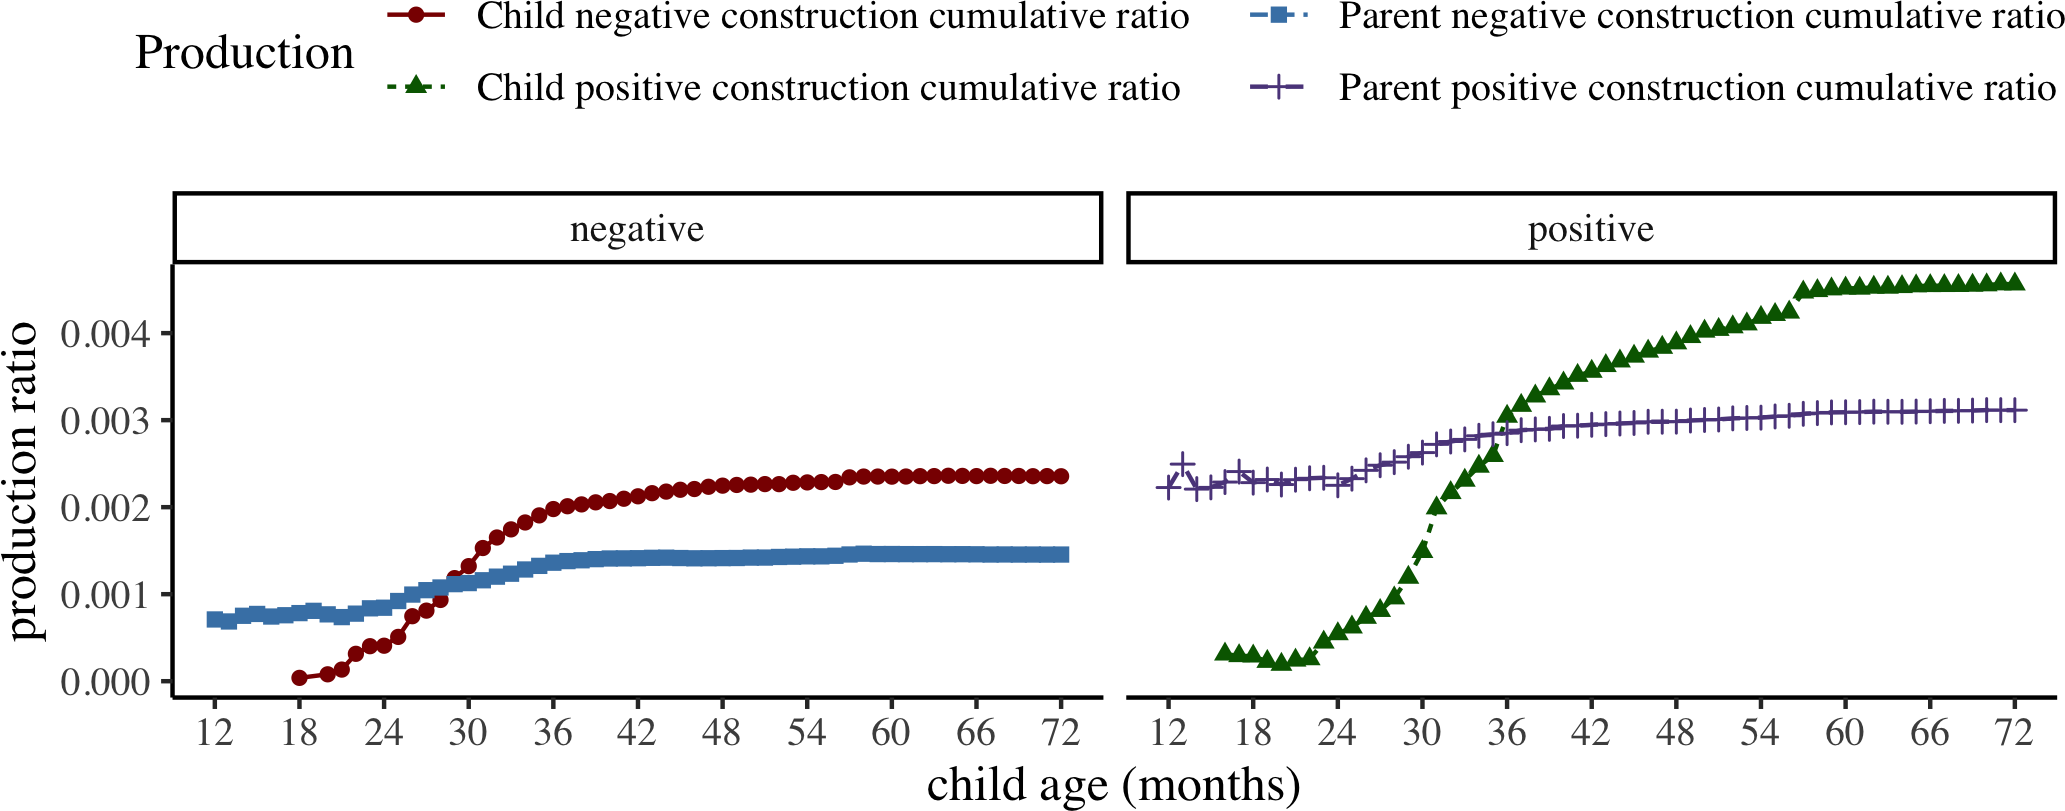 Production
Child negative construction cumulative ratio
Parent negative construction cumulative ratio
Child positive construction cumulative ratio
Parent positive construction cumulative ratio
negative
positive
production ratio
0.004
0.003
0.002
0.001
0.000
12 18 24 30 36 42 48 54 60 66 72
12 18 24 30 36 42 48 54 60 66 72
child age (months)